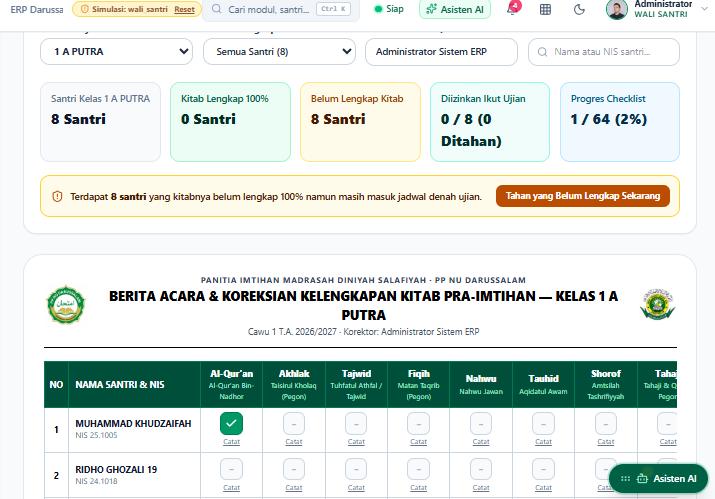 ERP Darussa
Simulasi: wali santri Reset
Cari modul, santri... Ctrl K
Siap
Asisten AI
4
Administrator
WALI SANTRI
1 A PUTRA
Semua Santri (8)
Administrator Sistem ERP
Nama atau NIS santri...
Santri Kelas 1 A PUTRA
8 Santri
Kitab Lengkap 100%
0 Santri
Belum Lengkap Kitab
8 Santri
Diizinkan Ikut Ujian
0 / 8 (0
Ditahan)
Progres Checklist
1 / 64 (2%)
Terdapat 8 santri yang kitabnya belum lengkap 100% namun masih masuk jadwal denah ujian.
Tahan yang Belum Lengkap Sekarang
PANITIA IMTIHAN MADRASAH DINIYAH SALAFIYAH · PP NU DARUSSALAM
BERITA ACARA & KOREKSIAN KELENGKAPAN KITAB PRA-IMTIHAN — KELAS 1 A
PUTRA
Cawu 1 T.A. 2026/2027 · Korektor: Administrator Sistem ERP
NO
NAMA SANTRI & NIS
Al-Qur'an
Al-Qur'an Bin-
Nadhor
Akhlak
Taisirul Kholaq
(Pegon)
Tajwid
Tuhfatul Athfal /
Tajwid
Fiqih
Matan Taqrib
(Pegon)
Nahwu
Nahwu Jawan
Tauhid
Aqidatul Awam
Shorof
Amtsilah
Tashrifiyyah
Tahaj
Tahaji & Q
Pegon
1
MUHAMMAD KHUDZAIFAH
NIS 25.1005
Catat
– Catat
– Catat
– Catat
– Catat
– Catat
– Catat
– Catat
2
RIDHO GHOZALI 19
NIS 24.1018
– Catat
– Catat
– Catat
– Catat
– Catat
– Catat
– Catat
Asisten AI